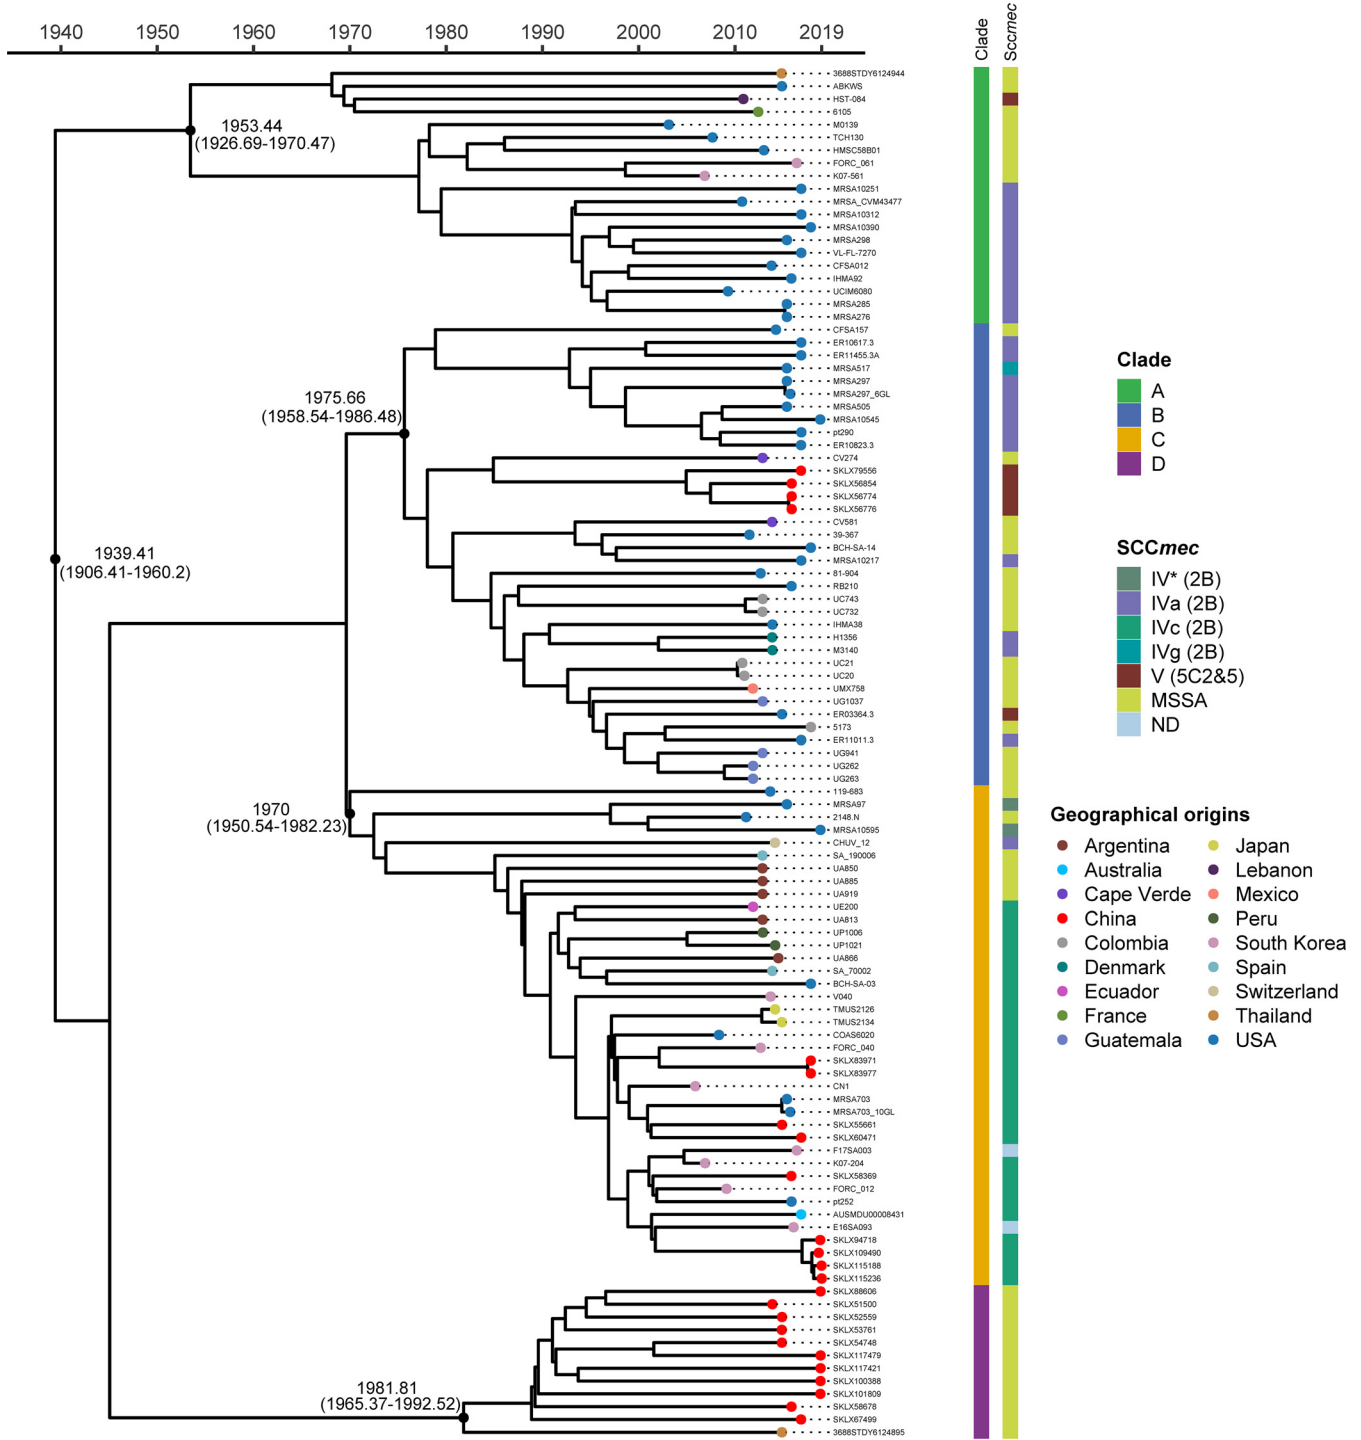 1940 1950 1960 1970 1980 1990 2000 2010 2019
Clade
Sccmec
3688STDY6124944
ABKWS
HST-084
6105
1953.44
(1926.69-1970.47)
M0139
TCH130
HMSC58B01
FORC_061
K07-561
MRSA10251
MRSA_CVM43477
MRSA10312
MRSA10390
MRSA298
VL-FL-7270
CFSA012
IHMA92
UCIM6080
MRSA285
MRSA276
CFSA157
ER10617.3
ER11455.3A
MRSA517
MRSA297
MRSA297_6GL
1975.66
(1958.54-1986.48)
MRSA505
MRSA10545
pt290
ER10823.3
CV274
SKLX79556
SKLX56854
SKLX56774
SKLX56776
CV581
39-367
BCH-SA-14
MRSA10217
1939.41
(1906.41-1960.2)
81-904
RB210
UC743
UC732
IHMA38
H1356
M3140
UC21
UC20
UMX758
UG1037
ER03364.3
5173
ER11011.3
UG941
UG262
UG263
119-683
MRSA97
1970
(1950.54-1982.23)
2148.N
MRSA10595
CHUV_12
SA_190006
UA850
UA885
UA919
UE200
UA813
UP1006
UP1021
UA866
SA_70002
BCH-SA-03
V040
TMUS2126
TMUS2134
COAS6020
FORC_040
SKLX83971
SKLX83977
CN1
MRSA703
MRSA703_10GL
SKLX55661
SKLX60471
F17SA003
K07-204
SKLX58369
FORC_012
pt252
AUSMDU00008431
E16SA093
SKLX94718
SKLX109490
SKLX115188
SKLX115236
SKLX88606
SKLX51500
SKLX52559
SKLX53761
SKLX54748
SKLX117479
SKLX117421
SKLX100388
1981.81
(1965.37-1992.52)
SKLX101809
SKLX58678
SKLX67499
3688STDY6124895
Clade
A
B
C
D
SCCmec
IV* (2B)
IVa (2B)
IVc (2B)
IVg (2B)
V (5C2&5)
MSSA
ND
Geographical origins
Argentina
Australia
Cape Verde
China
Colombia
Denmark
Ecuador
France
Guatemala
Japan
Lebanon
Mexico
Peru
South Korea
Spain
Switzerland
Thailand
USA